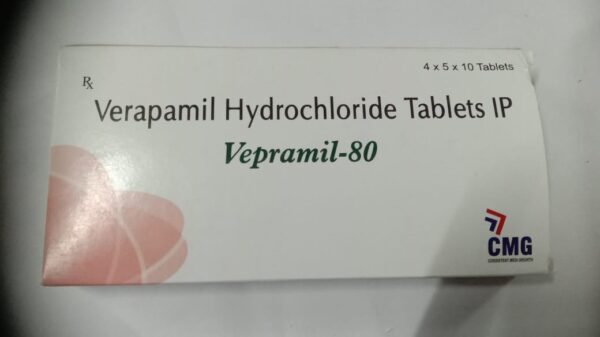 4 x 5 x 10 Tablets
Rx
Verapamil Hydrochloride Tablets IP
Vepramil-80
CMG